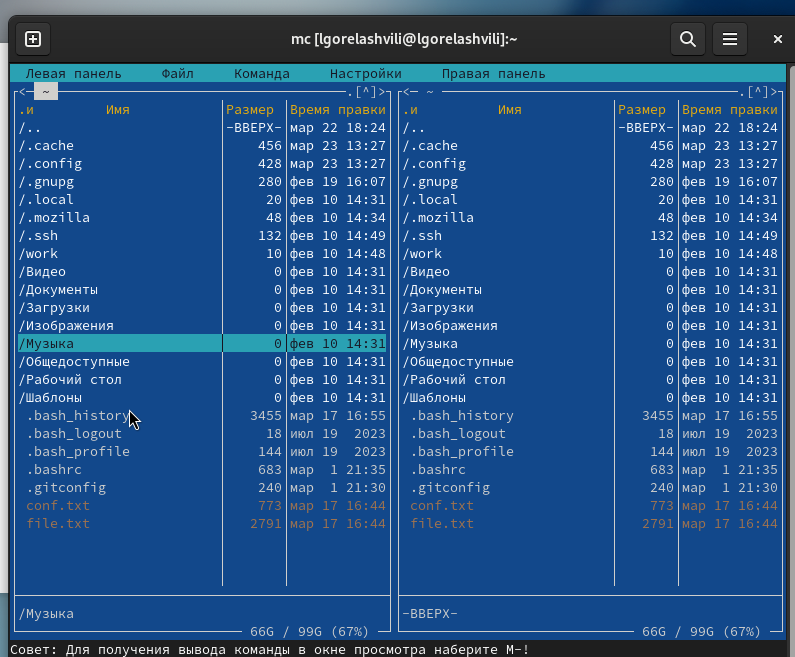 mc [lgorelashvili@lgorelashvili]:~
Левая панель Файл Команда Настройки Правая панель
<— ~ .[^]> <— ~ .[^]>
.и Имя Размер Время правки .и Имя Размер Время правки
/.. -ВВЕРХ- мар 22 18:24 /.. -ВВЕРХ- мар 22 18:24
/.cache 456 мар 23 13:27 /.cache 456 мар 23 13:27
/.config 428 мар 23 13:27 /.config 428 мар 23 13:27
/.gnupg 280 фев 19 16:07 /.gnupg 280 фев 19 16:07
/.local 20 фев 10 14:31 /.local 20 фев 10 14:31
/.mozilla 48 фев 10 14:34 /.mozilla 48 фев 10 14:34
/.ssh 132 фев 10 14:49 /.ssh 132 фев 10 14:49
/work 10 фев 10 14:48 /work 10 фев 10 14:48
/Видео 0 фев 10 14:31 /Видео 0 фев 10 14:31
/Документы 0 фев 10 14:31 /Документы 0 фев 10 14:31
/Загрузки 0 фев 10 14:31 /Загрузки 0 фев 10 14:31
/Изображения 0 фев 10 14:31 /Изображения 0 фев 10 14:31
/Музыка 0 фев 10 14:31 /Музыка 0 фев 10 14:31
/Общедоступные 0 фев 10 14:31 /Общедоступные 0 фев 10 14:31
/Рабочий стол 0 фев 10 14:31 /Рабочий стол 0 фев 10 14:31
/Шаблоны 0 фев 10 14:31 /Шаблоны 0 фев 10 14:31
.bash_history 3455 мар 17 16:55 .bash_history 3455 мар 17 16:55
.bash_logout 18 июл 19 2023 .bash_logout 18 июл 19 2023
.bash_profile 144 июл 19 2023 .bash_profile 144 июл 19 2023
.bashrc 683 мар 1 21:35 .bashrc 683 мар 1 21:35
.gitconfig 240 мар 1 21:30 .gitconfig 240 мар 1 21:30
conf.txt 773 мар 17 16:44 conf.txt 773 мар 17 16:44
file.txt 2791 мар 17 16:44 file.txt 2791 мар 17 16:44
/Музыка -ВВЕРХ-
66G / 99G (67%) 66G / 99G (67%)
Совет: Для получения вывода команды в окне просмотра наберите M-!